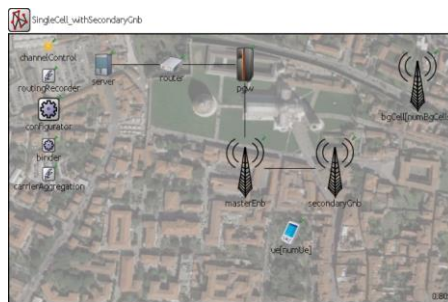 SingleCell_withSecondaryGnb
channelControl
routingRecorder
configurator
binder
carrierAggregation
server
router
pgw
masterEnb
secondaryGnb
ue[numUe]
bgCell[numBgCells